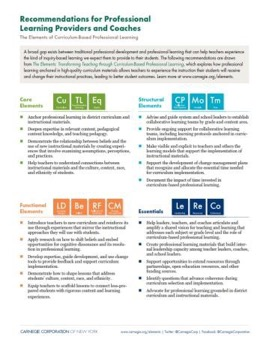 Recommendations for Professional
Learning Providers and Coaches
The Elements of Curriculum-Based Professional Learning
A broad gap exists between traditional professional development and professional learning that can help teachers experience
the kind of inquiry-based learning we expect them to provide to their students. The following recommendations are drawn
from The Elements: Transforming Teaching through Curriculum-Based Professional Learning, which explores how professional
learning anchored in high-quality curriculum materials allows teachers to experience the instruction their students will receive
and change their instructional practices, leading to better student outcomes. Learn more at www.carnegie.org/elements.
Core
Elements
Cu TL Eq
Anchor professional learning in district curriculum and
instructional materials.
Deepen expertise in relevant content, pedagogical
content knowledge, and teaching pedagogy.
Demonstrate the relationship between beliefs and the
use of new instructional materials by creating experi-
ences that involve examining assumptions, perceptions,
and practices.
Help teachers to understand connections between
instructional materials and the culture, context, race,
and ethnicity of students.
Structural
Elements
CP Mo Tm
Advise and guide system and school leaders to establish
collaborative learning teams by grade and content area.
Provide ongoing support for collaborative learning
teams, including learning protocols anchored in curric-
ulum implementation.
Make visible and explicit to teachers and others the
learning models that support the implementation of
instructional materials.
Support the development of change management plans
that recognize and allocate the essential time needed
for curriculum implementation.
Document the impact of time invested in
curriculum-based professional learning.
Functional
Elements
LD Be RF CM
Introduce teachers to new curriculum and reinforce its
use through experiences that mirror the instructional
approaches they will use with students.
Apply research on how to shift beliefs and embed
opportunities for cognitive dissonance and its resolu-
tion in professional learning.
Develop expertise, guide development, and use change
tools to provide feedback and support curriculum
implementation.
Demonstrate how to shape lessons that address
students' culture, context, race, and ethnicity.
Equip teachers to scaffold lessons to connect less-pre-
pared students with rigorous content and learning
experiences.
Essentials
Le Re Co
Help leaders, teachers, and coaches articulate and
amplify a shared vision for teaching and learning that
addresses each subject or grade level and the role of
curriculum-based professional learning.
Create professional learning materials that build inter-
nal leadership capacity among teacher leaders, coaches,
and school leaders.
Support opportunities to extend resources through
partnerships, open education resources, and other
funding sources.
Identify questions that advance coherence during
curriculum selection and implementation.
Advocate for professional learning grounded in district
curriculum and instructional materials.
CARNEGIE CORPORATION OF NEW YORK
www.carnegie.org/elements | Twitter @CarnegieCorp | Facebook @CarnegieCorporation